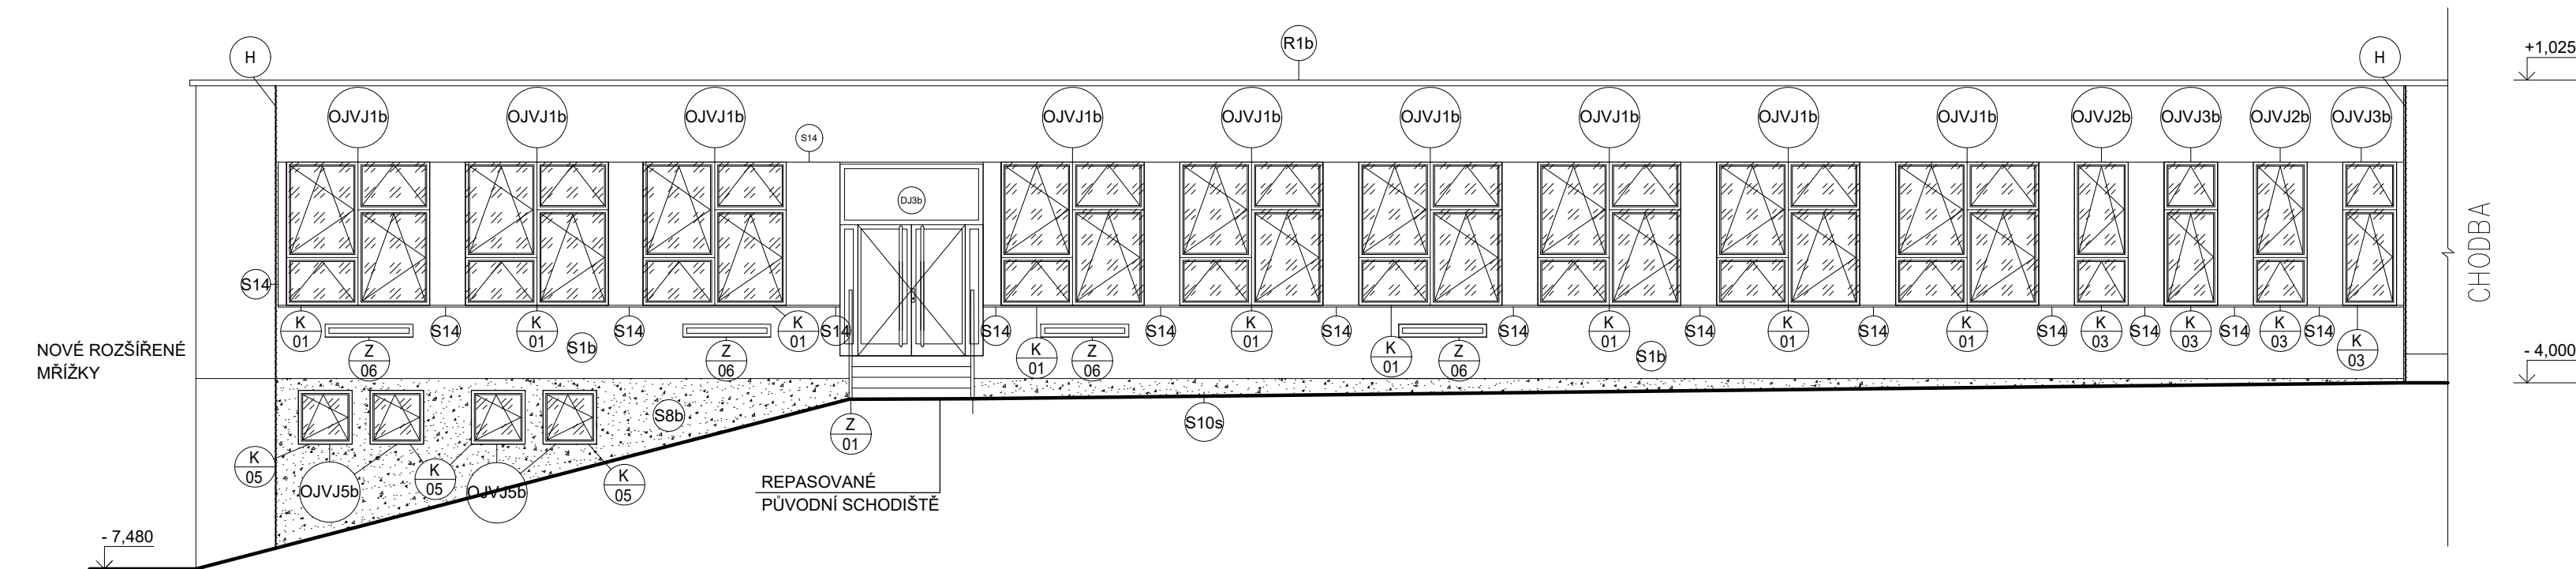 R1b
+1,025
H
H
OJVJ1b OJVJ1b OJVJ1b OJVJ1b OJVJ1b OJVJ1b OJVJ1b OJVJ1b OJVJ1b OJVJ2b OJVJ3b OJVJ2b OJVJ3b
S14
DJ3b
CHODBA
S14
K
01
Z
06
S14
K
01
S1b
S14
Z
06
K
01
S14
S14
K
01
Z
06
S14
K
01
S14
K
01
Z
06
S14
K
01
S1b
S14
K
01
S14
K
01
S14
K
03
S14
K
03
S14
K
03
S14
K
03
- 4,000
NOVÉ ROZŠÍŘENÉ
MŘÍŽKY
S8b
Z
01
S10s
K
05
OJVJ5b
K
05
OJVJ5b
K
05
REPASOVANÉ
PŮVODNÍ SCHODIŠTĚ
- 7,480